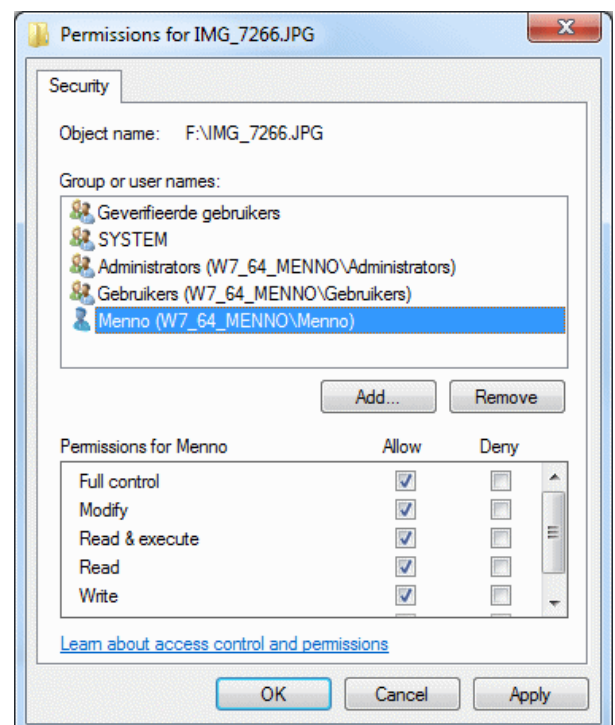 Permissions for IMG_7266.JPG
Security
Object name: F:\IMG_7266.JPG
Group or user names:
Geverifieerde gebruikers
SYSTEM
Administrators (W7_64_MENNO\Administrators)
Gebruikers (W7_64_MENNO\Gebruikers)
Menno (W7_64_MENNO\Menno)
Add... Remove
Permissions for Menno Allow Deny
Full control
Modify
Read & execute
Read
Write
Learn about access control and permissions
OK Cancel Apply